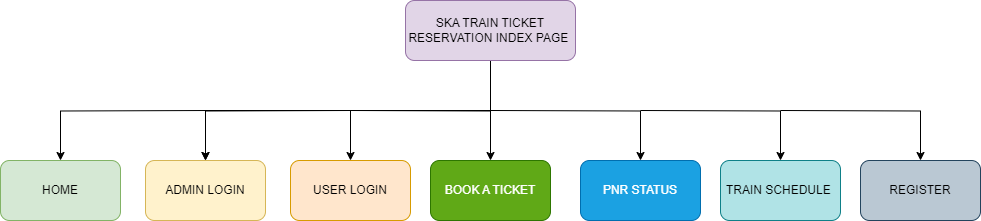 SKA TRAIN TICKET
RESERVATION INDEX PAGE
HOME
ADMIN LOGIN
USER LOGIN
BOOK A TICKET
PNR STATUS
TRAIN SCHEDULE
REGISTER